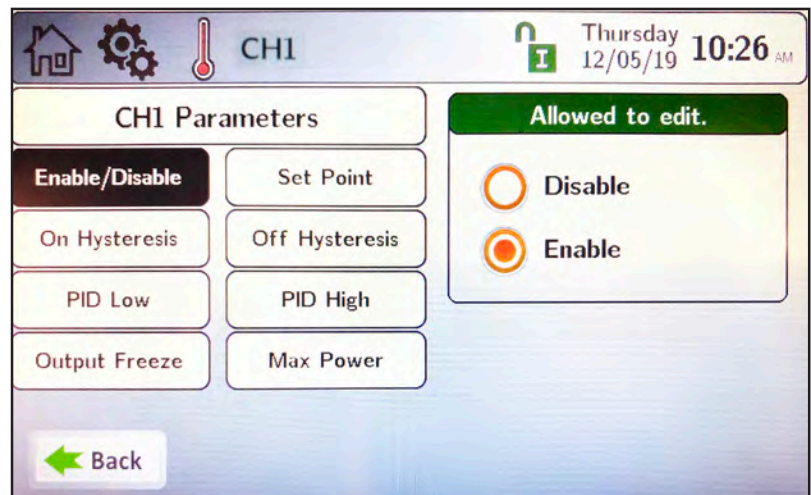 CH1
I
Thursday
12/05/19
10:26 AM
CH1 Parameters
Enable/Disable
Set Point
On Hysteresis
Off Hysteresis
PID Low
PID High
Output Freeze
Max Power
Allowed to edit.
Disable
Enable
Back